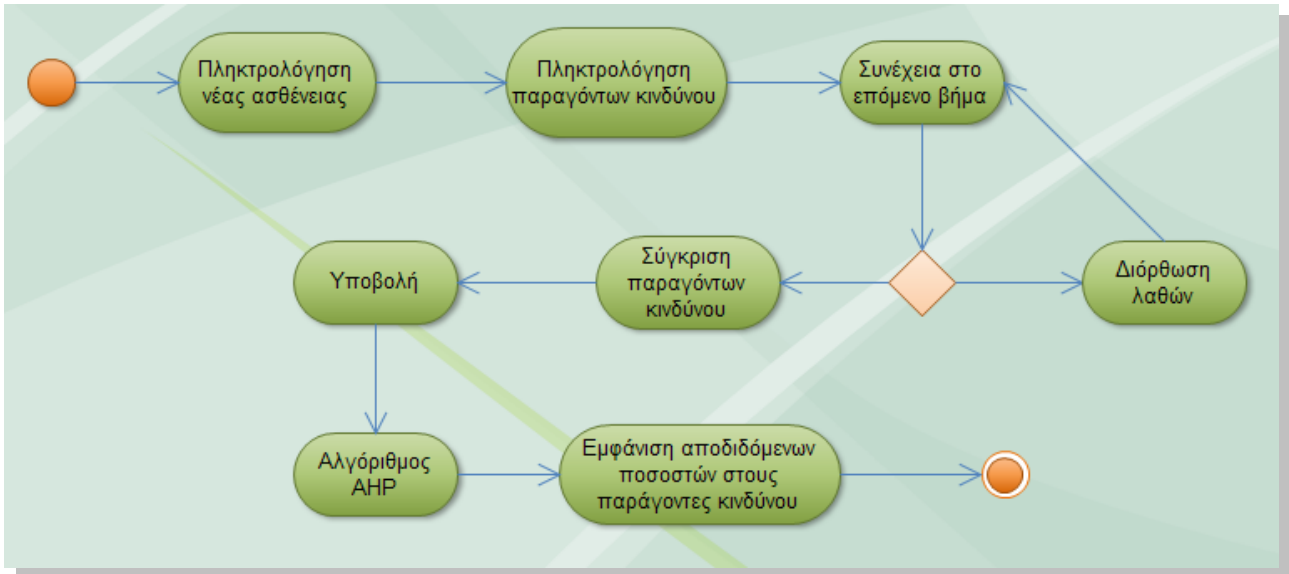 Πληκτρολόγηση
νέας ασθένειας
Πληκτρολόγηση
παραγόντων κινδύνου
Συνέχεια στο
επόμενο βήμα
Υποβολή
Σύγκριση
παραγόντων
κινδύνου
Διόρθωση
λαθών
Αλγόριθμος
AHP
Εμφάνιση αποδιδόμενων
ποσοστών στους
παράγοντες κινδύνου